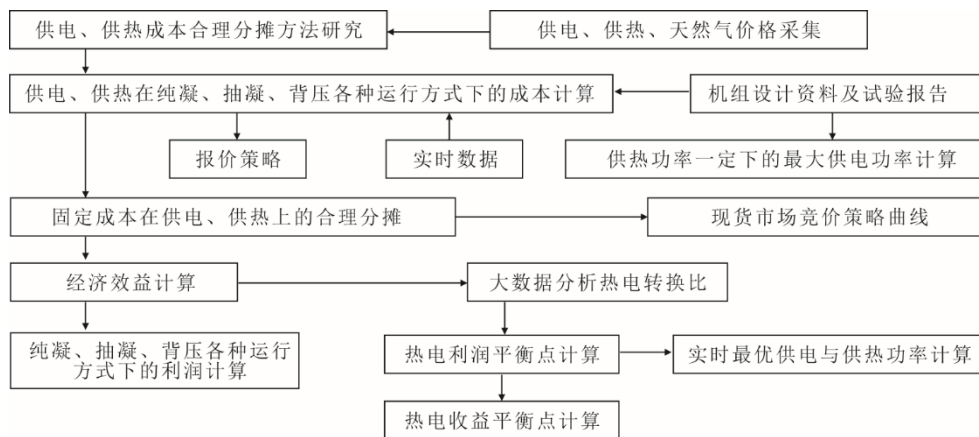 供电、供热成本合理分摊方法研究
供电、供热、天然气价格采集
供电、供热在纯凝、抽凝、背压各种运行方式下的成本计算
机组设计资料及试验报告
报价策略
实时数据
供热功率一定下的最大供电功率计算
固定成本在供电、供热上的合理分摊
现货市场竞价策略曲线
经济效益计算
大数据分析热电转换比
纯凝、抽凝、背压各种运行
方式下的利润计算
热电利润平衡点计算
实时最优供电与供热功率计算
热电收益平衡点计算